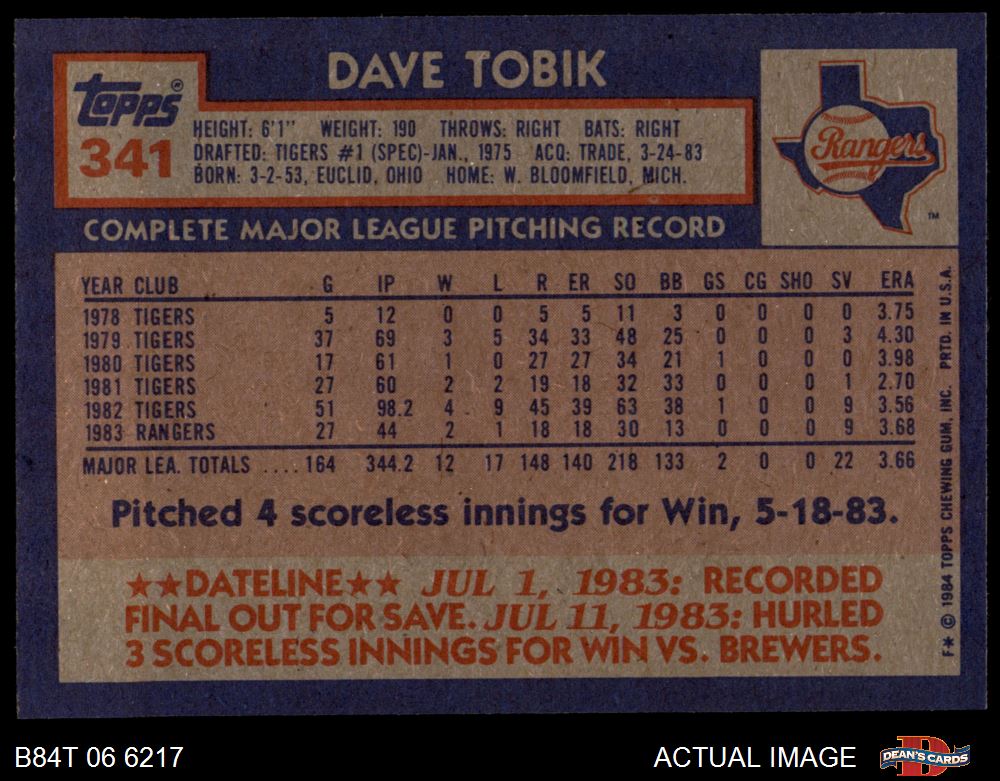 DAVE TOBIK
Topps®
341
HEIGHT: 6'1" WEIGHT: 190 THROWS: RIGHT BATS: RIGHT
DRAFTED: TIGERS #1 (SPEC)-JAN., 1975 ACQ: TRADE, 3-24-83
BORN: 3-2-53, EUCLID, OHIO HOME: W. BLOOMFIELD, MICH.
Rangers
TM
COMPLETE MAJOR LEAGUE PITCHING RECORD
YEAR CLUB G IP W L R ER SO BB GS CG SHO SV ERA
1978 TIGERS 5 12 0 0 5 5 11 3 0 0 0 0 3.75
1979 TIGERS 37 69 3 5 34 33 48 25 0 0 0 3 4.30
1980 TIGERS 17 61 1 0 27 27 34 21 1 0 0 0 3.98
1981 TIGERS 27 60 2 2 19 18 32 33 0 0 0 1 2.70
1982 TIGERS 51 98.2 4 9 45 39 63 38 1 0 0 9 3.56
1983 RANGERS 27 44 2 1 18 18 30 13 0 0 0 9 3.68
MAJOR LEA. TOTALS .... 164 344.2 12 17 148 140 218 133 2 0 0 22 3.66
Pitched 4 scoreless innings for Win, 5-18-83.
★★DATELINE★★ JUL 1, 1983: RECORDED
FINAL OUT FOR SAVE. JUL 11, 1983: HURLED
3 SCORELESS INNINGS FOR WIN VS. BREWERS.
F* © 1984 TOPPS CHEWING GUM, INC. PRTD. IN U.S.A.
B84T 06 6217
ACTUAL IMAGE
DEAN'S CARDS